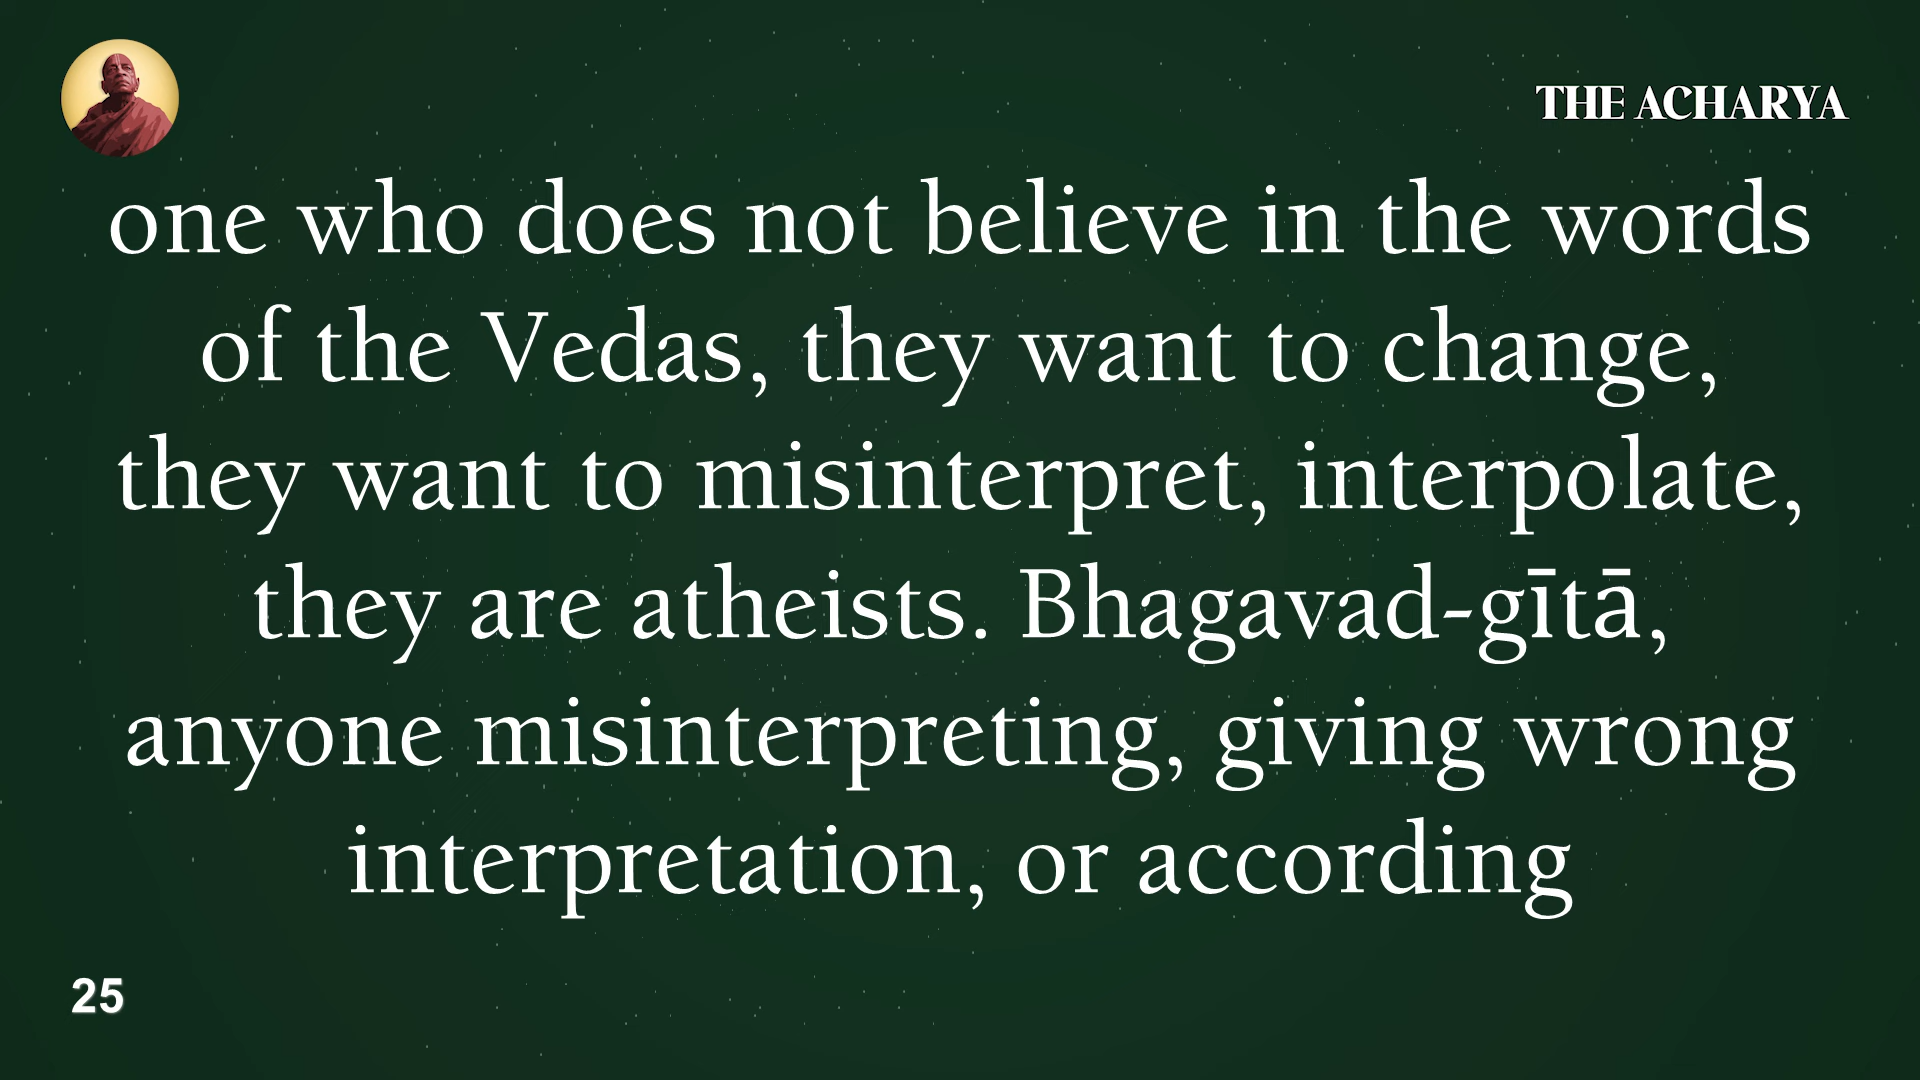 THE ACHARYA
one who does not believe in the words
of the Vedas, they want to change,
they want to misinterpret, interpolate,
they are atheists. Bhagavad-gītā,
anyone misinterpreting, giving wrong
interpretation, or according
25